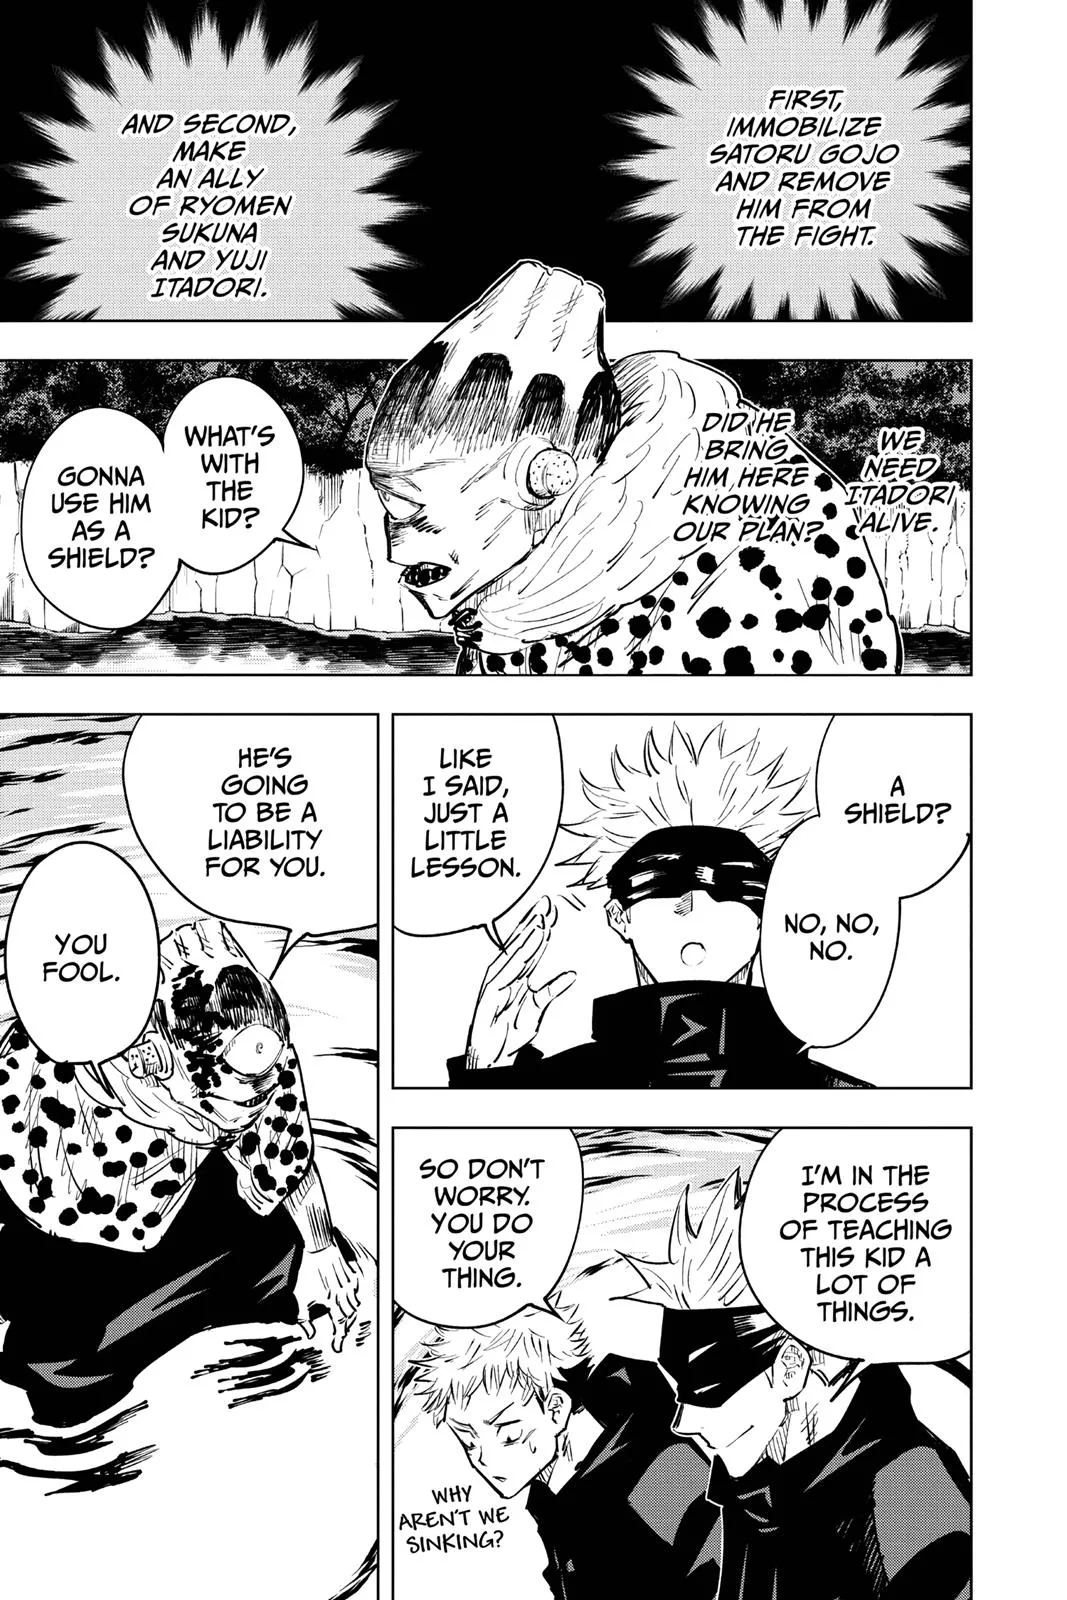 FIRST,
IMMOBILIZE
SATORU GOJO
AND REMOVE
HIM FROM
THE FIGHT.
AND SECOND,
MAKE
AN ALLY
OF RYOMEN
SUKUNA
AND YUJI
ITADORI.
WE
NEED
ITADORI
ALIVE.
DID HE
BRING
HIM HERE
KNOWING
OUR PLAN?
WHAT'S
WITH
THE
KID?
GONNA
USE HIM
AS A
SHIELD?
A
SHIELD?
NO, NO,
NO.
LIKE
I SAID,
JUST A
LITTLE
LESSON.
I'M IN THE
PROCESS
OF TEACHING
THIS KID A
LOT OF
THINGS.
SO DON'T
WORRY.
YOU DO
YOUR
THING.
WHY
AREN'T WE
SINKING?
HE'S
GOING
TO BE A
LIABILITY
FOR YOU.
YOU
FOOL.